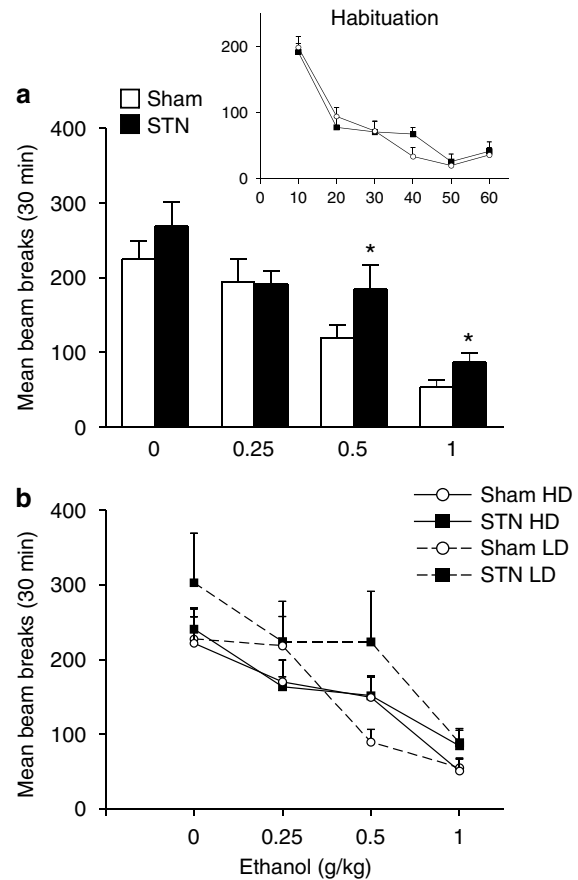 Habituation
200
100
0
0 10 20 30 40 50 60
a
Sham
STN
Mean beam breaks (30 min)
400
300
200
100
0
*
*
0 0.25 0.5 1
b
Sham HD
STN HD
Sham LD
STN LD
Mean beam breaks (30 min)
400
300
200
100
0
0 0.25 0.5 1
Ethanol (g/kg)